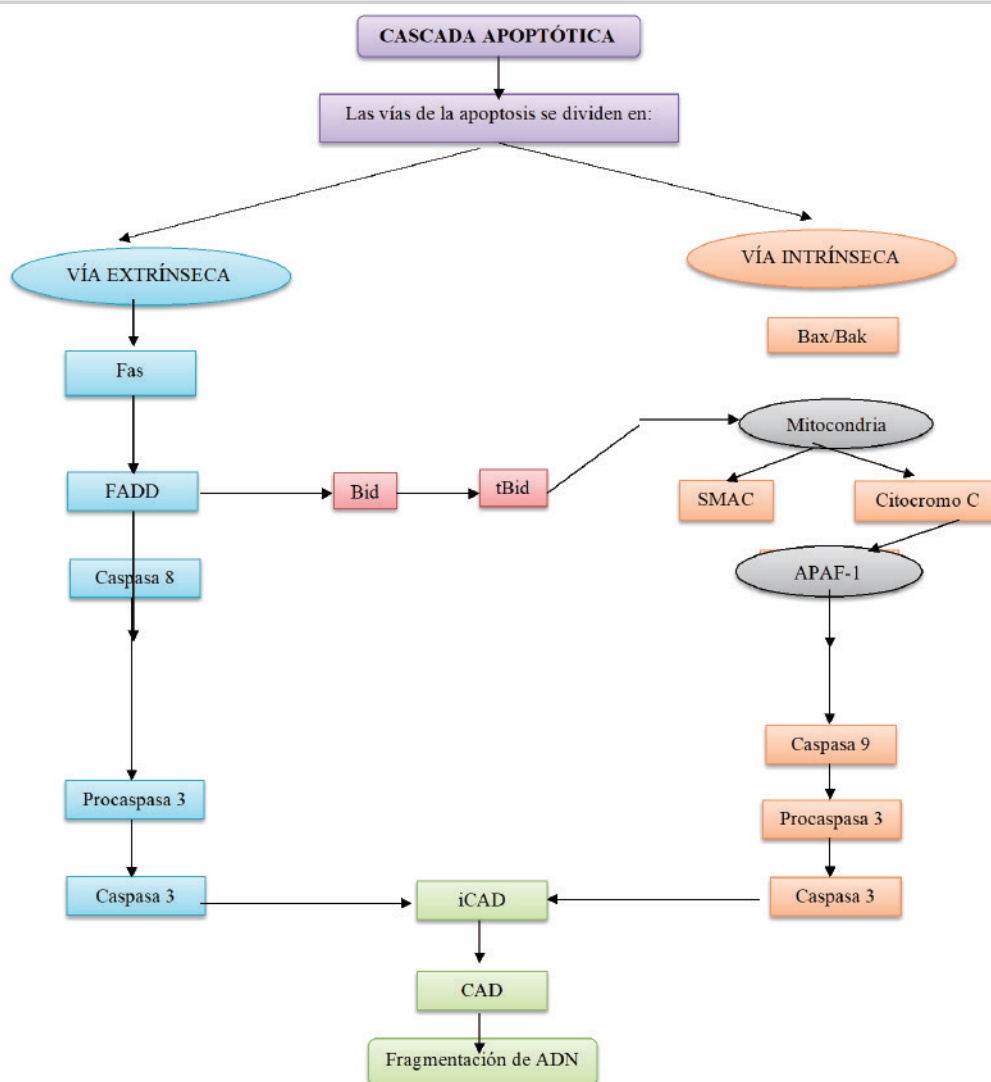 CASCADA APOPTÓTICA
Las vías de la apoptosis se dividen en:
VÍA EXTRÍNSECA
VÍA INTRÍNSECA
Bax/Bak
Fas
Mitocondria
FADD
Bid
tBid
SMAC
Citocromo C
Caspasa 8
APAF-1
Caspasa 9
Procaspasa 3
Procaspasa 3
Caspasa 3
iCAD
Caspasa 3
CAD
Fragmentación de ADN